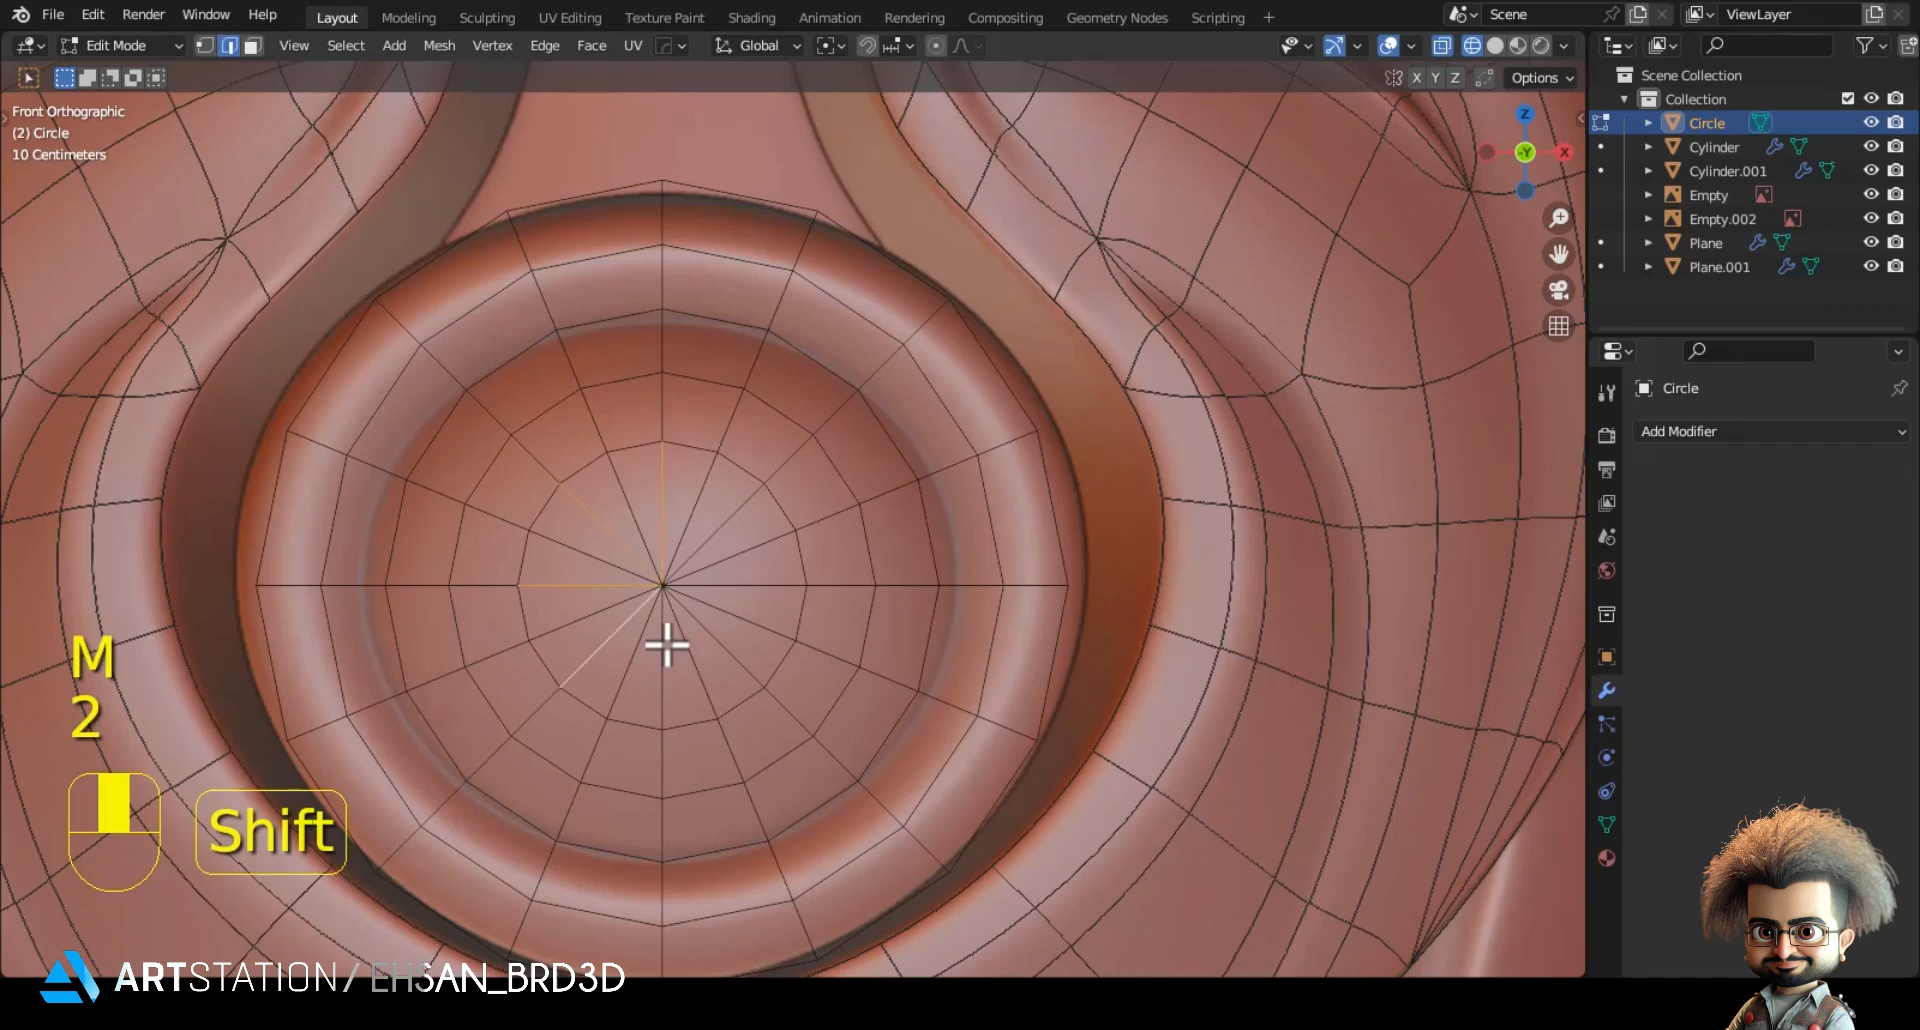 File Edit Render Window Help Layout Modeling Sculpting UV Editing Texture Paint Shading Animation Rendering Compositing Geometry Nodes Scripting + Scene ViewLayer
Edit Mode View Select Add Mesh Vertex Edge Face UV Global
X Y Z Options
Front Orthographic
(2) Circle
10 Centimeters
Z
-Y
X
Scene Collection
Collection
Circle
Cylinder
Cylinder.001
Empty
Empty.002
Plane
Plane.001
Circle
Add Modifier
M
2
Shift
ARTSTATION/EHSAN_BRD3D